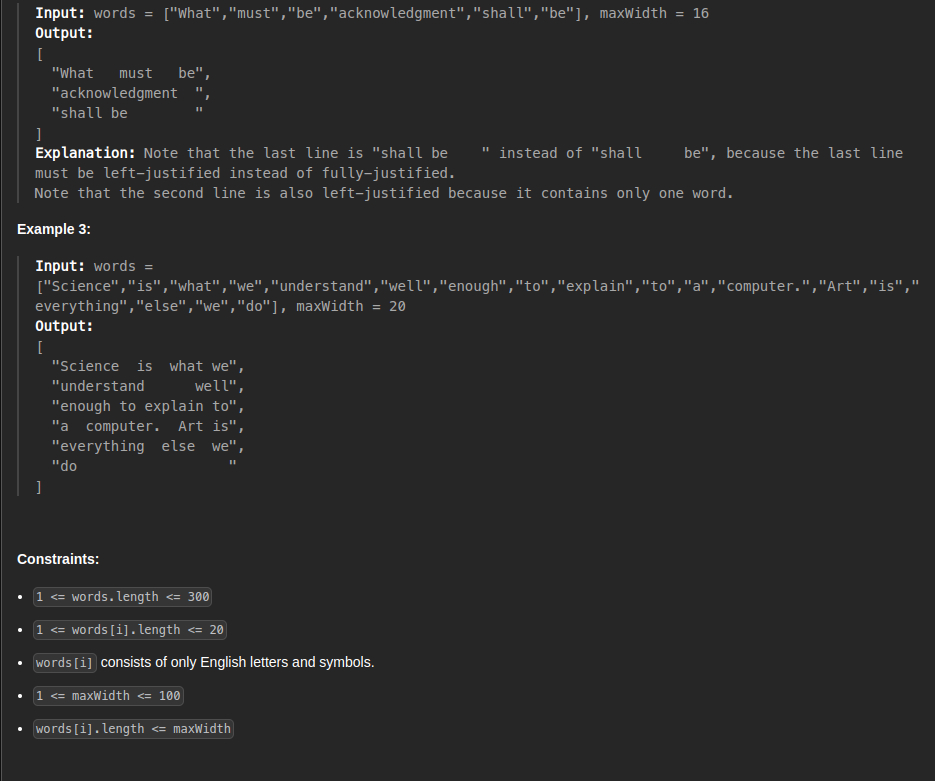 Input: words = ["What","must","be","acknowledgment","shall","be"], maxWidth = 16
Output:
[
  "What   must   be",
  "acknowledgment  ",
  "shall be        "
]
Explanation: Note that the last line is "shall be    " instead of "shall     be", because the last line
must be left-justified instead of fully-justified.
Note that the second line is also left-justified because it contains only one word.
Example 3:
Input: words =
["Science","is","what","we","understand","well","enough","to","explain","to","a","computer.","Art","is","
everything","else","we","do"], maxWidth = 20
Output:
[
  "Science  is  what we",
  "understand      well",
  "enough to explain to",
  "a  computer.  Art is",
  "everything  else  we",
  "do                  "
]
Constraints:
• 1 <= words.length <= 300
• 1 <= words[i].length <= 20
• words[i] consists of only English letters and symbols.
• 1 <= maxWidth <= 100
• words[i].length <= maxWidth